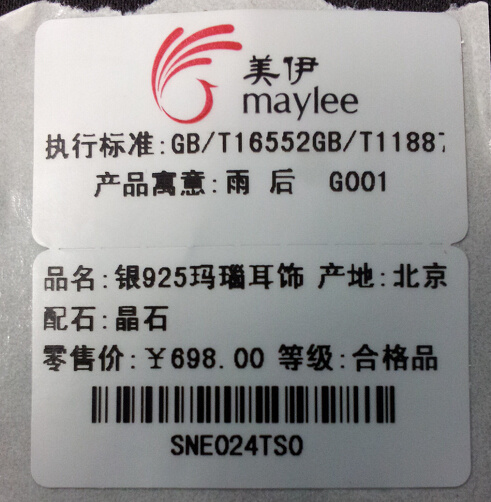 美伊
maylee
执行标准:GB/T16552GB/T11887
产品寓意:雨 后 G001
品名:银925玛瑙耳饰 产地:北京
配石:晶石
零售价:￥698.00 等级:合格品
SNE024TS0